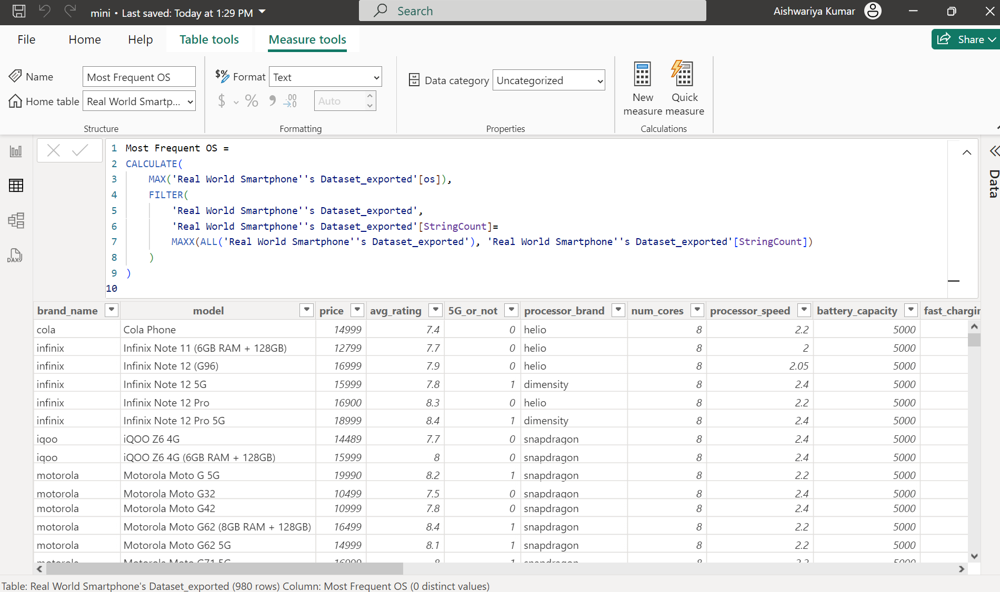 mini • Last saved: Today at 1:29 PM
Search
Aishwariya Kumar
File Home Help Table tools Measure tools
Share
Name Most Frequent OS
Home table Real World Smartp...
Structure
Format Text
$ % 9 .00 →.0 Auto
Formatting
Data category Uncategorized
Properties
New measure
Quick measure
Calculations
Data
DAX
1 Most Frequent OS =
2 CALCULATE(
3 MAX('Real World Smartphone''s Dataset_exported'[os]),
4 FILTER(
5 'Real World Smartphone''s Dataset_exported',
6 'Real World Smartphone''s Dataset_exported'[StringCount]=
7 MAXX(ALL('Real World Smartphone''s Dataset_exported'), 'Real World Smartphone''s Dataset_exported'[StringCount])
8 )
9 )
10
brand_name model price avg_rating 5G_or_not processor_brand num_cores processor_speed battery_capacity fast_chargin
cola Cola Phone 14999 7.4 0 helio 8 2.2 5000
infinix Infinix Note 11 (6GB RAM + 128GB) 12799 7.7 0 helio 8 2 5000
infinix Infinix Note 12 (G96) 16999 7.9 0 helio 8 2.05 5000
infinix Infinix Note 12 5G 15999 7.8 1 dimensity 8 2.4 5000
infinix Infinix Note 12 Pro 16900 8.3 0 helio 8 2.2 5000
infinix Infinix Note 12 Pro 5G 18999 8.4 1 dimensity 8 2.4 5000
iqoo iQOO Z6 4G 14489 7.7 0 snapdragon 8 2.4 5000
iqoo iQOO Z6 4G (6GB RAM + 128GB) 15999 8 0 snapdragon 8 2.4 5000
motorola Motorola Moto G 5G 19990 8.2 1 snapdragon 8 2.2 5000
motorola Motorola Moto G32 10499 7.5 0 snapdragon 8 2.4 5000
motorola Motorola Moto G42 10999 7.8 0 snapdragon 8 2.4 5000
motorola Motorola Moto G62 (8GB RAM + 128GB) 16499 8.4 1 snapdragon 8 2.2 5000
motorola Motorola Moto G62 5G 14999 8.1 1 snapdragon 8 2.2 5000
motorola Motorola Moto G71 5G
Table: Real World Smartphone's Dataset_exported (980 rows) Column: Most Frequent OS (0 distinct values)